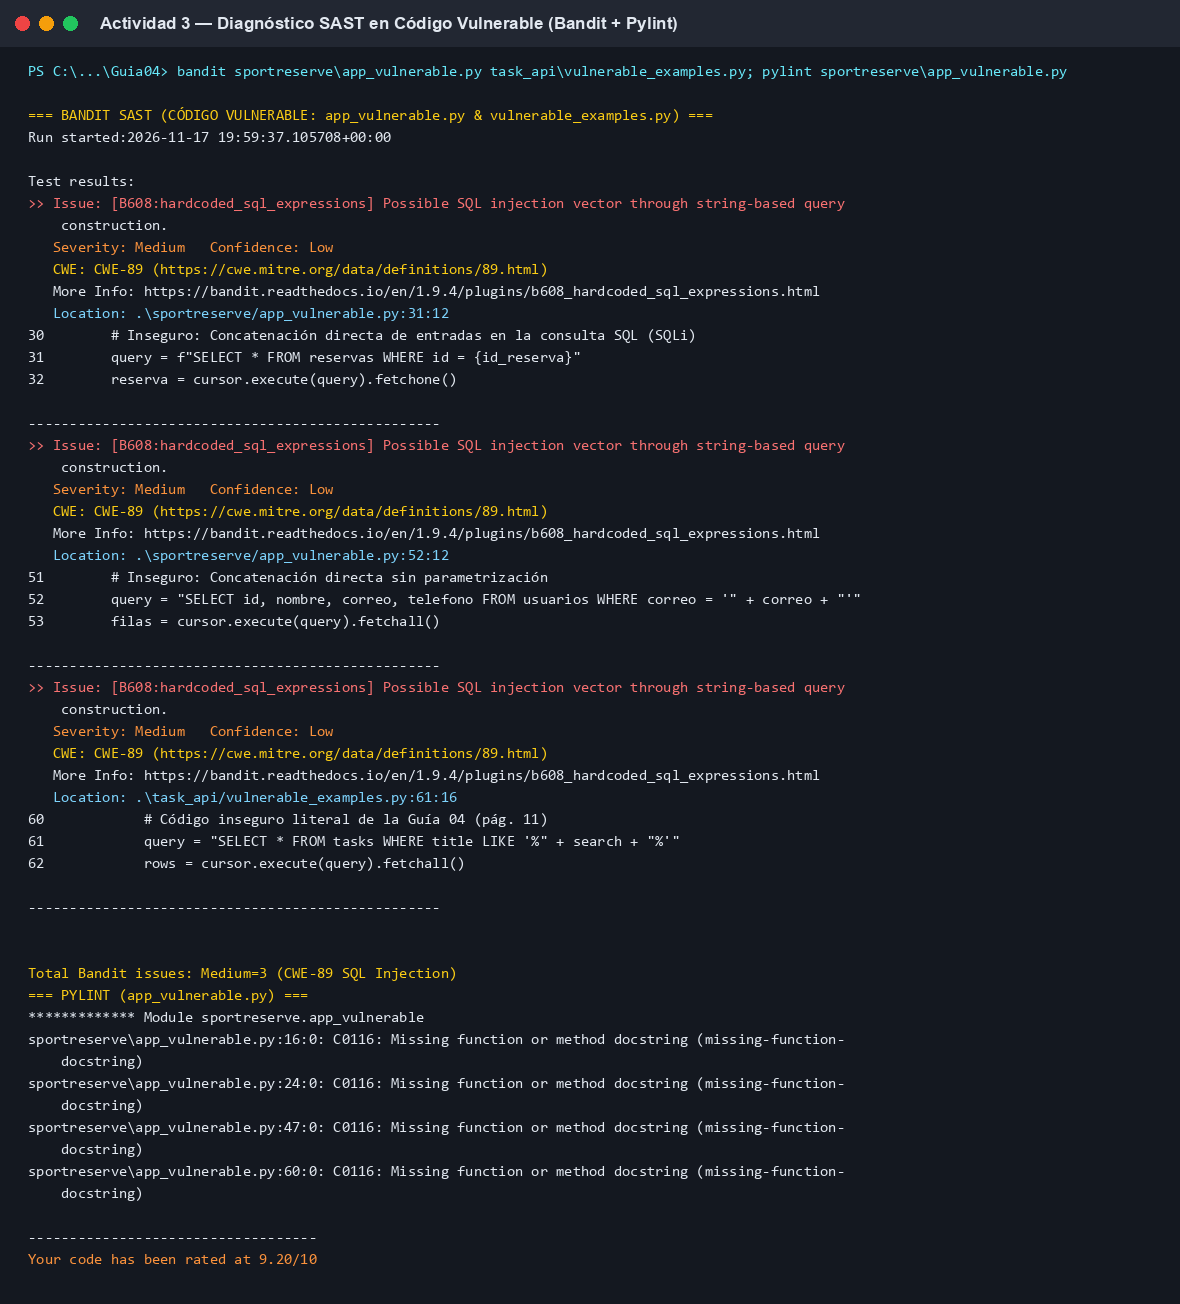 Actividad 3 — Diagnóstico SAST en Código Vulnerable (Bandit + Pylint)
PS C:\...\Guia04> bandit sportreserve\app_vulnerable.py task_api\vulnerable_examples.py; pylint sportreserve\app_vulnerable.py
=== BANDIT SAST (CÓDIGO VULNERABLE: app_vulnerable.py & vulnerable_examples.py) ===
Run started:2026-11-17 19:59:37.105708+00:00
Test results:
>> Issue: [B608:hardcoded_sql_expressions] Possible SQL injection vector through string-based query
    construction.
   Severity: Medium   Confidence: Low
   CWE: CWE-89 (https://cwe.mitre.org/data/definitions/89.html)
   More Info: https://bandit.readthedocs.io/en/1.9.4/plugins/b608_hardcoded_sql_expressions.html
   Location: .\sportreserve/app_vulnerable.py:31:12
30        # Inseguro: Concatenación directa de entradas en la consulta SQL (SQLi)
31        query = f"SELECT * FROM reservas WHERE id = {id_reserva}"
32        reserva = cursor.execute(query).fetchone()
--------------------------------------------------
>> Issue: [B608:hardcoded_sql_expressions] Possible SQL injection vector through string-based query
    construction.
   Severity: Medium   Confidence: Low
   CWE: CWE-89 (https://cwe.mitre.org/data/definitions/89.html)
   More Info: https://bandit.readthedocs.io/en/1.9.4/plugins/b608_hardcoded_sql_expressions.html
   Location: .\sportreserve/app_vulnerable.py:52:12
51        # Inseguro: Concatenación directa sin parametrización
52        query = "SELECT id, nombre, correo, telefono FROM usuarios WHERE correo = '" + correo + "'"
53        filas = cursor.execute(query).fetchall()
--------------------------------------------------
>> Issue: [B608:hardcoded_sql_expressions] Possible SQL injection vector through string-based query
    construction.
   Severity: Medium   Confidence: Low
   CWE: CWE-89 (https://cwe.mitre.org/data/definitions/89.html)
   More Info: https://bandit.readthedocs.io/en/1.9.4/plugins/b608_hardcoded_sql_expressions.html
   Location: .\task_api/vulnerable_examples.py:61:16
60            # Código inseguro literal de la Guía 04 (pág. 11)
61            query = "SELECT * FROM tasks WHERE title LIKE '%" + search + "%'"
62            rows = cursor.execute(query).fetchall()
--------------------------------------------------
Total Bandit issues: Medium=3 (CWE-89 SQL Injection)
=== PYLINT (app_vulnerable.py) ===
************* Module sportreserve.app_vulnerable
sportreserve\app_vulnerable.py:16:0: C0116: Missing function or method docstring (missing-function-
    docstring)
sportreserve\app_vulnerable.py:24:0: C0116: Missing function or method docstring (missing-function-
    docstring)
sportreserve\app_vulnerable.py:47:0: C0116: Missing function or method docstring (missing-function-
    docstring)
sportreserve\app_vulnerable.py:60:0: C0116: Missing function or method docstring (missing-function-
    docstring)
-----------------------------------
Your code has been rated at 9.20/10